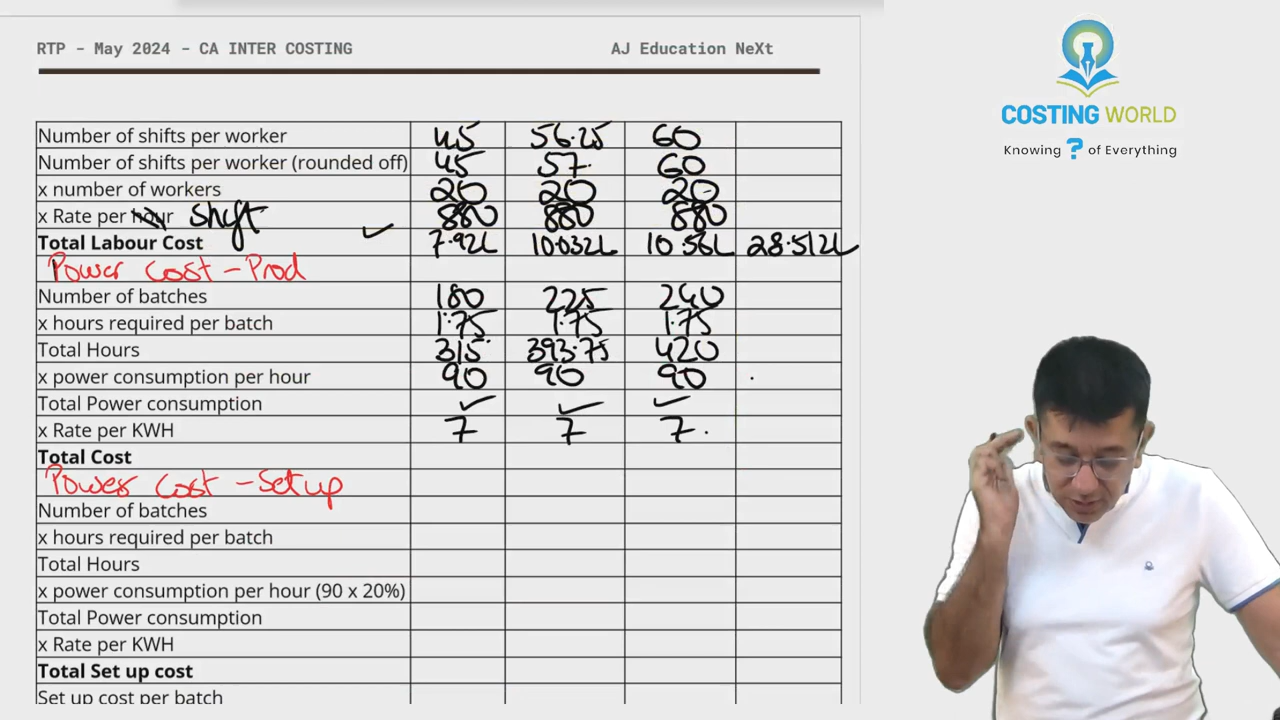 RTP - May 2024 - CA INTER COSTING AJ Education NeXt
COSTING WORLD
Knowing ? of Everything
Number of shifts per worker 45 56.25 60
Number of shifts per worker (rounded off) 45 57. 60
x number of workers 20 20 20
x Rate per hour shift 880 880 880
Total Labour Cost ✓ 7.92L 10.032L 10.56L 28.512L
Power Cost - Prod
Number of batches 180 225 240
x hours required per batch 1.75 1.75 1.75
Total Hours 315 393.75 420
x power consumption per hour 90 90 90
Total Power consumption ✓ ✓ ✓
x Rate per KWH 7 7 7.
Total Cost
Power Cost - Setup
Number of batches
x hours required per batch
Total Hours
x power consumption per hour (90 x 20%)
Total Power consumption
x Rate per KWH
Total Set up cost
Set up cost per batch